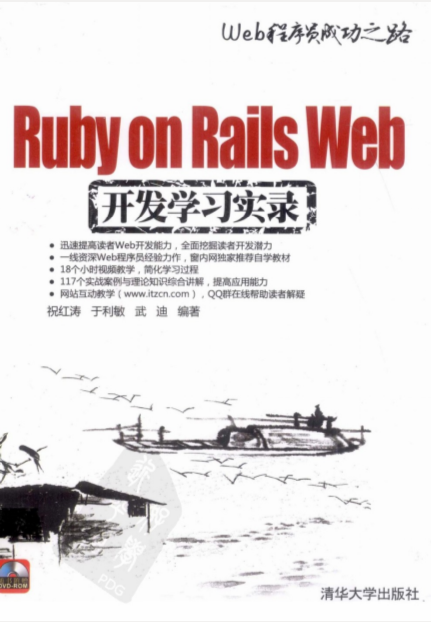 Web程序员成功之路
Ruby on Rails Web
开发学习实录
● 迅速提高读者Web开发能力，全面挖掘读者开发潜力
● 一线资深Web程序员经验力作，窗内网独家推荐自学教材
● 18个小时视频教学，简化学习过程
● 117个实战案例与理论知识综合讲解，提高应用能力
● 网站互动教学（www.itzcn.com），QQ群在线帮助读者解疑
祝红涛 于利敏 武 迪 编著
PDG
DVD-ROM
清华大学出版社